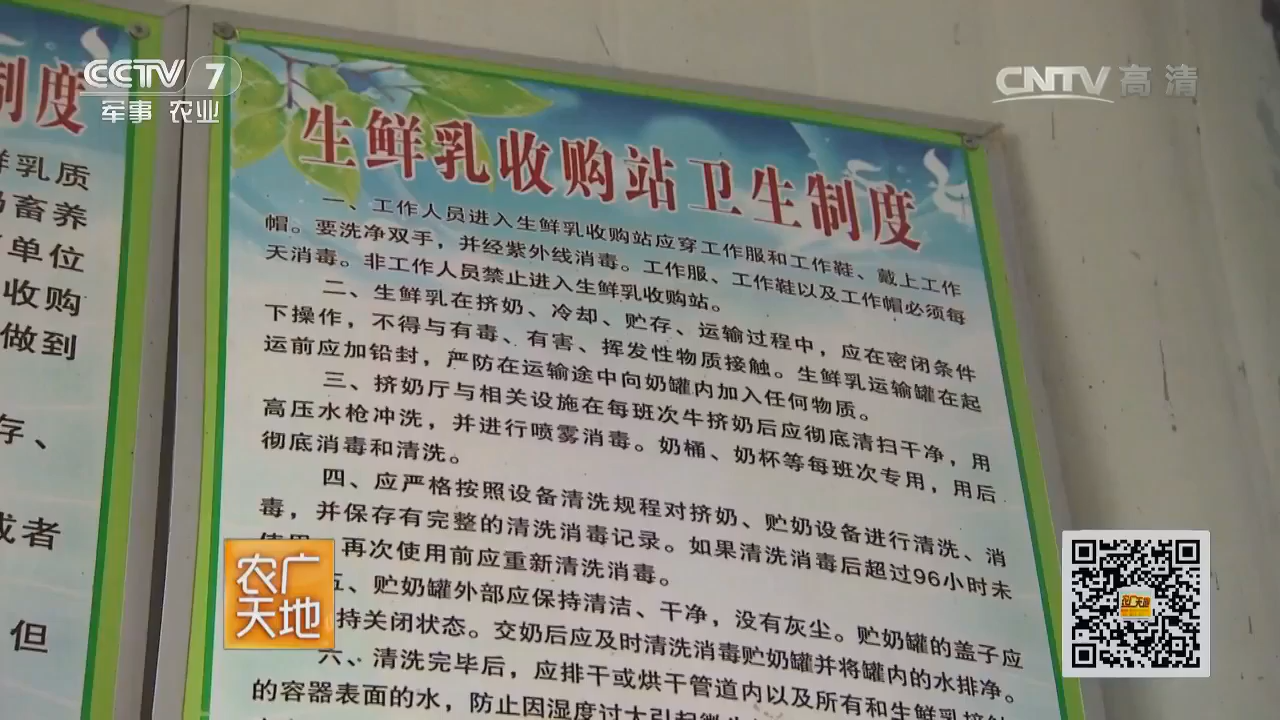 CCTV 7
军事 农业
CNTV 高清
制度
鲜乳质
畜养
单位
收购
做到
存、
或者
但
生鲜乳收购站卫生制度
一、工作人员进入生鲜乳收购站应穿工作服和工作鞋、戴上工作
帽。要洗净双手，并经紫外线消毒。工作服、工作鞋以及工作帽必须每
天消毒。非工作人员禁止进入生鲜乳收购站。
二、生鲜乳在挤奶、冷却、贮存、运输过程中，应在密闭条件
下操作，不得与有毒、有害、挥发性物质接触。生鲜乳运输罐在起
运前应加铅封，严防在运输途中向奶罐内加入任何物质。
三、挤奶厅与相关设施在每班次牛挤奶后应彻底清扫干净，用
高压水枪冲洗，并进行喷雾消毒。奶桶、奶杯等每班次专用，用后
彻底消毒和清洗。
四、应严格按照设备清洗规程对挤奶、贮奶设备进行清洗、消
毒，并保存有完整的清洗消毒记录。如果清洗消毒后超过96小时未
使用，再次使用前应重新清洗消毒。
五、贮奶罐外部应保持清洁、干净，没有灰尘。贮奶罐的盖子应
持关闭状态。交奶后应及时清洗消毒贮奶罐并将罐内的水排净。
六、清洗完毕后，应排干或烘干管道内以及所有和生鲜乳接触
的容器表面的水，防止因湿度过大引起微生
农广
天地
农广天地